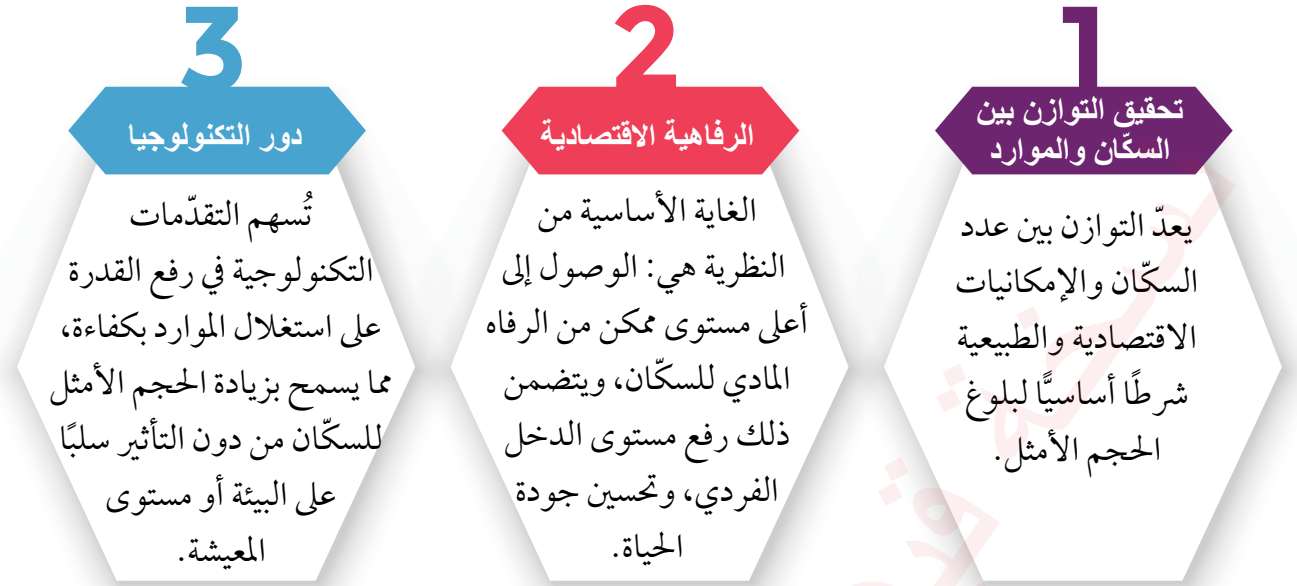 1
تحقيق التوازن بين
السكّان والموارد
يعدّ التوازن بين عدد
السكّان والإمكانيات
الاقتصادية والطبيعية
شرطًا أساسيًّا لبلوغ
الحجم الأمثل.
2
الرفاهية الاقتصادية
الغاية الأساسية من
النظرية هي: الوصول إلى
أعلى مستوى ممكن من الرفاه
المادي للسكّان، ويتضمن
ذلك رفع مستوى الدخل
الفردي، وتحسين جودة
الحياة.
3
دور التكنولوجيا
تُسهم التقدّمات
التكنولوجية في رفع القدرة
على استغلال الموارد بكفاءة،
مما يسمح بزيادة الحجم الأمثل
للسكّان من دون التأثير سلبًا
على البيئة أو مستوى
المعيشة.